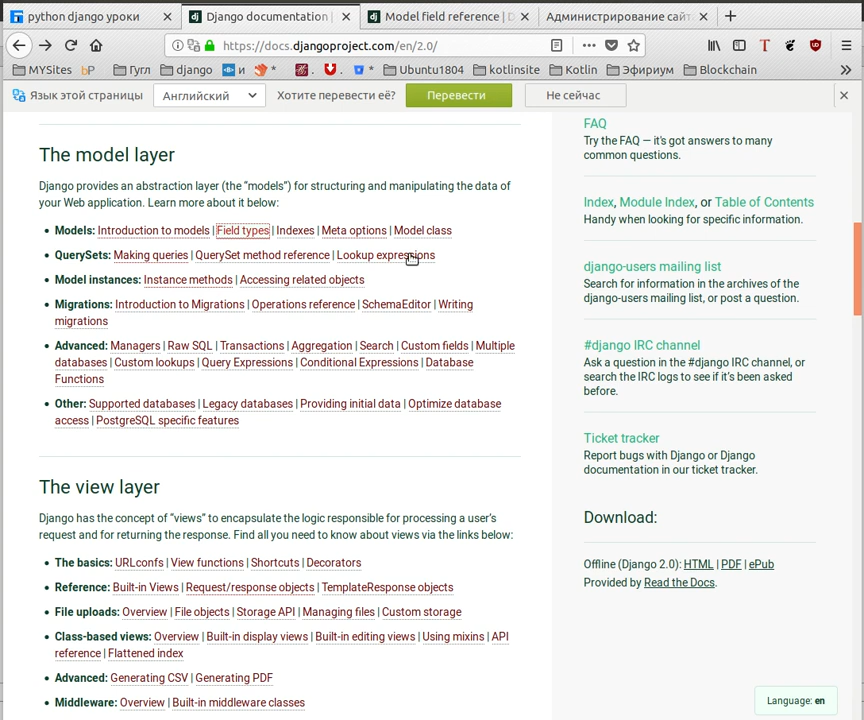 python django уроки
Django documentation
Model field reference | D
Администрирование сайт
https://docs.djangoproject.com/en/2.0/
MYSites
bP
Гугл
django
и
Ubuntu1804
kotlinsite
Kotlin
Эфириум
Blockchain
Язык этой страницы
Английский
Хотите перевести её?
Перевести
Не сейчас
The model layer
Django provides an abstraction layer (the “models”) for structuring and manipulating the data of
your Web application. Learn more about it below:
• Models: Introduction to models | Field types | Indexes | Meta options | Model class
• QuerySets: Making queries | QuerySet method reference | Lookup expressions
• Model instances: Instance methods | Accessing related objects
• Migrations: Introduction to Migrations | Operations reference | SchemaEditor | Writing
migrations
• Advanced: Managers | Raw SQL | Transactions | Aggregation | Search | Custom fields | Multiple
databases | Custom lookups | Query Expressions | Conditional Expressions | Database
Functions
• Other: Supported databases | Legacy databases | Providing initial data | Optimize database
access | PostgreSQL specific features
The view layer
Django has the concept of “views” to encapsulate the logic responsible for processing a user’s
request and for returning the response. Find all you need to know about views via the links below:
• The basics: URLconfs | View functions | Shortcuts | Decorators
• Reference: Built-in Views | Request/response objects | TemplateResponse objects
• File uploads: Overview | File objects | Storage API | Managing files | Custom storage
• Class-based views: Overview | Built-in display views | Built-in editing views | Using mixins | API
reference | Flattened index
• Advanced: Generating CSV | Generating PDF
• Middleware: Overview | Built-in middleware classes
FAQ
Try the FAQ — it's got answers to many
common questions.
Index, Module Index, or Table of Contents
Handy when looking for specific information.
django-users mailing list
Search for information in the archives of the
django-users mailing list, or post a question.
#django IRC channel
Ask a question in the #django IRC channel, or
search the IRC logs to see if it’s been asked
before.
Ticket tracker
Report bugs with Django or Django
documentation in our ticket tracker.
Download:
Offline (Django 2.0): HTML | PDF | ePub
Provided by Read the Docs.
Language: en